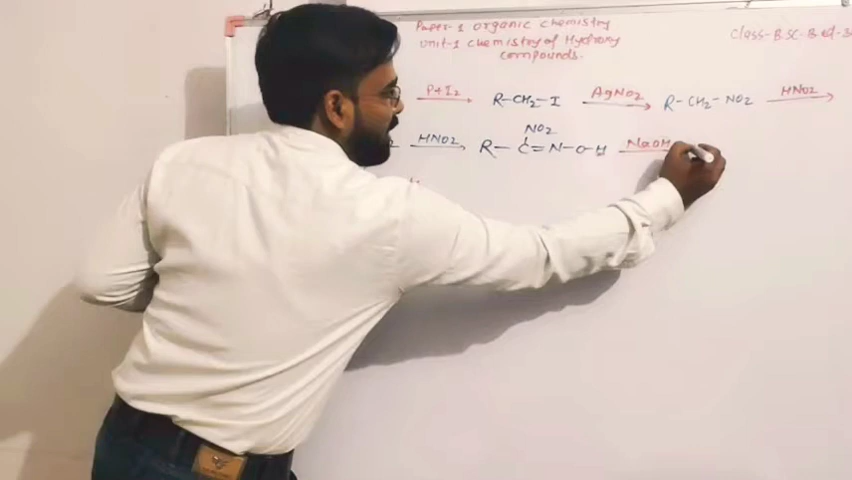 Paper-1 organic chemistry
Unit-1 chemistry of Hydroxy
compounds.
Class-B.SC-B.ed-3
P+I2
R-CH2-I
AgNO2
R-CH2-NO2
HNO2
2
HNO2
NO2
R-C=N-O-H
NaOH